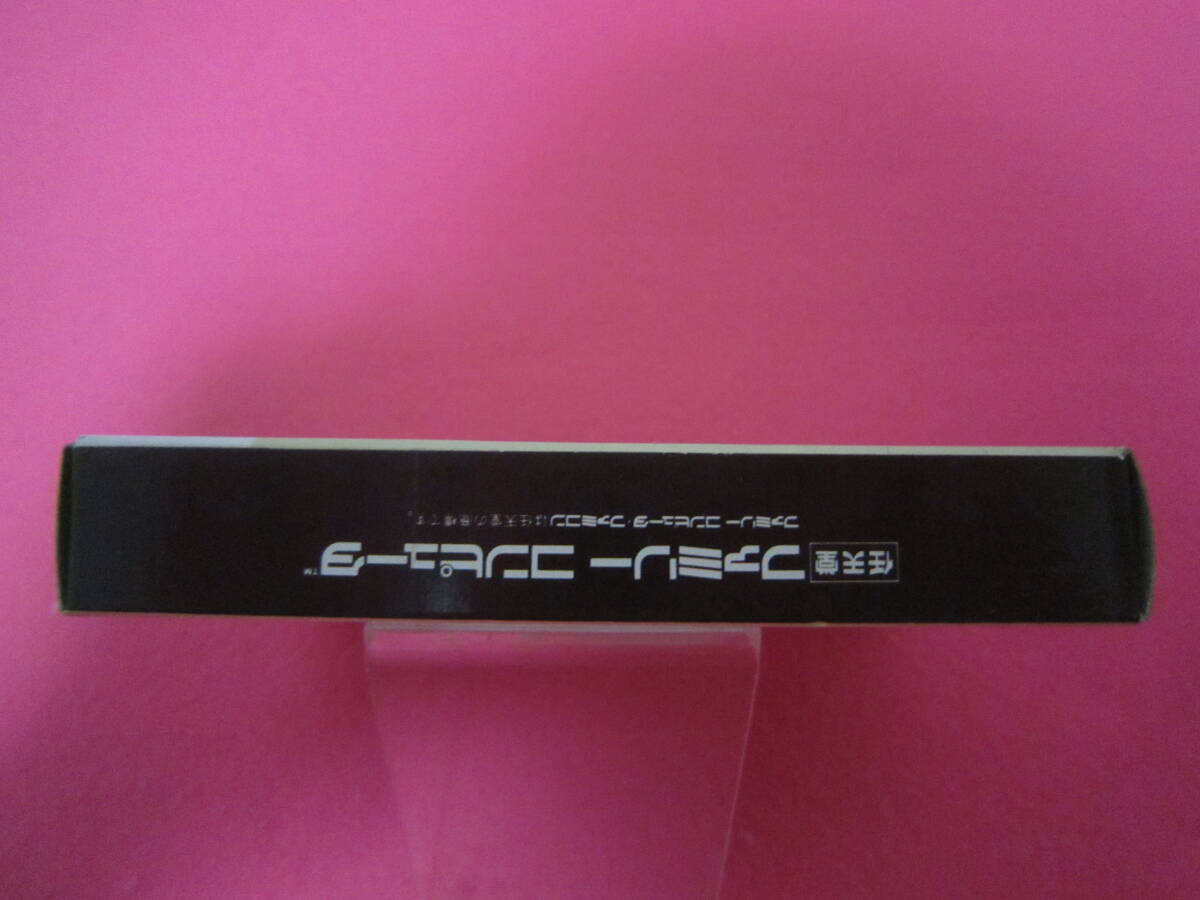 任天堂 ファミリー コンピュータ™
ファミリー コンピュータ・ファミコンは任天堂の商標です。